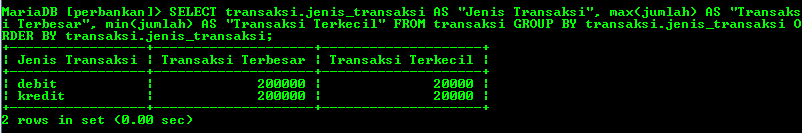 MariaDB [perbankan]> SELECT transaksi.jenis_transaksi AS "Jenis Transaksi", max(jumlah) AS "Transaks
i Terbesar", min(jumlah) AS "Transaksi Terkecil" FROM transaksi GROUP BY transaksi.jenis_transaksi O
RDER BY transaksi.jenis_transaksi;
+-----------------+--------------------+--------------------+
| Jenis Transaksi | Transaksi Terbesar | Transaksi Terkecil |
+-----------------+--------------------+--------------------+
| debit           |             200000 |              20000 |
| kredit          |             200000 |              20000 |
+-----------------+--------------------+--------------------+
2 rows in set (0.00 sec)